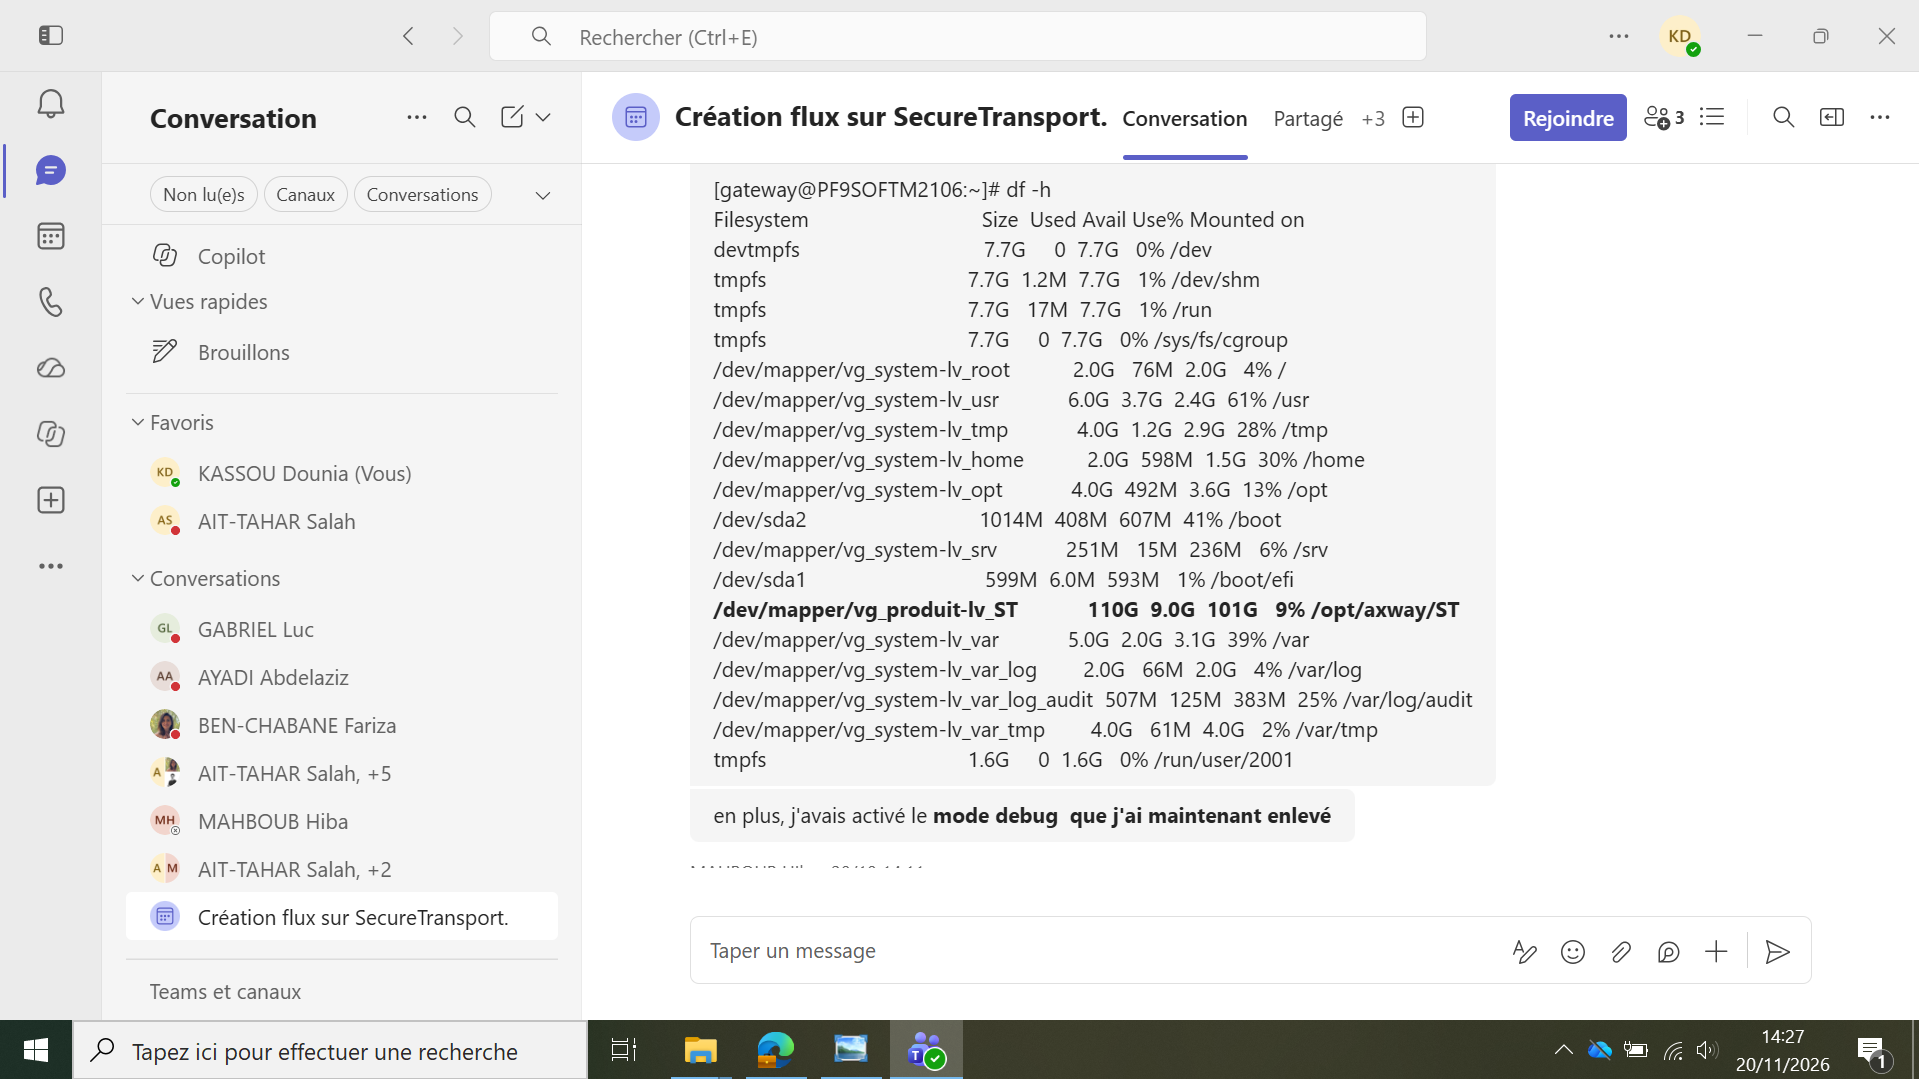 Rechercher (Ctrl+E)
KD
Conversation
Non lu(e)s
Canaux
Conversations
Copilot
Vues rapides
Brouillons
Favoris
KD KASSOU Dounia (Vous)
AS AIT-TAHAR Salah
Conversations
GL GABRIEL Luc
AA AYADI Abdelaziz
BEN-CHABANE Fariza
A AIT-TAHAR Salah, +5
MH MAHBOUB Hiba
A M AIT-TAHAR Salah, +2
Création flux sur SecureTransport.
Teams et canaux
Création flux sur SecureTransport. Conversation Partagé +3 Rejoindre 3
[gateway@PF9SOFTM2106:~]# df -h
Filesystem Size Used Avail Use% Mounted on
devtmpfs 7.7G 0 7.7G 0% /dev
tmpfs 7.7G 1.2M 7.7G 1% /dev/shm
tmpfs 7.7G 17M 7.7G 1% /run
tmpfs 7.7G 0 7.7G 0% /sys/fs/cgroup
/dev/mapper/vg_system-lv_root 2.0G 76M 2.0G 4% /
/dev/mapper/vg_system-lv_usr 6.0G 3.7G 2.4G 61% /usr
/dev/mapper/vg_system-lv_tmp 4.0G 1.2G 2.9G 28% /tmp
/dev/mapper/vg_system-lv_home 2.0G 598M 1.5G 30% /home
/dev/mapper/vg_system-lv_opt 4.0G 492M 3.6G 13% /opt
/dev/sda2 1014M 408M 607M 41% /boot
/dev/mapper/vg_system-lv_srv 251M 15M 236M 6% /srv
/dev/sda1 599M 6.0M 593M 1% /boot/efi
/dev/mapper/vg_produit-lv_ST 110G 9.0G 101G 9% /opt/axway/ST
/dev/mapper/vg_system-lv_var 5.0G 2.0G 3.1G 39% /var
/dev/mapper/vg_system-lv_var_log 2.0G 66M 2.0G 4% /var/log
/dev/mapper/vg_system-lv_var_log_audit 507M 125M 383M 25% /var/log/audit
/dev/mapper/vg_system-lv_var_tmp 4.0G 61M 4.0G 2% /var/tmp
tmpfs 1.6G 0 1.6G 0% /run/user/2001
en plus, j'avais activé le mode debug que j'ai maintenant enlevé
Taper un message
Tapez ici pour effectuer une recherche
T
14:27
20/11/2026
1